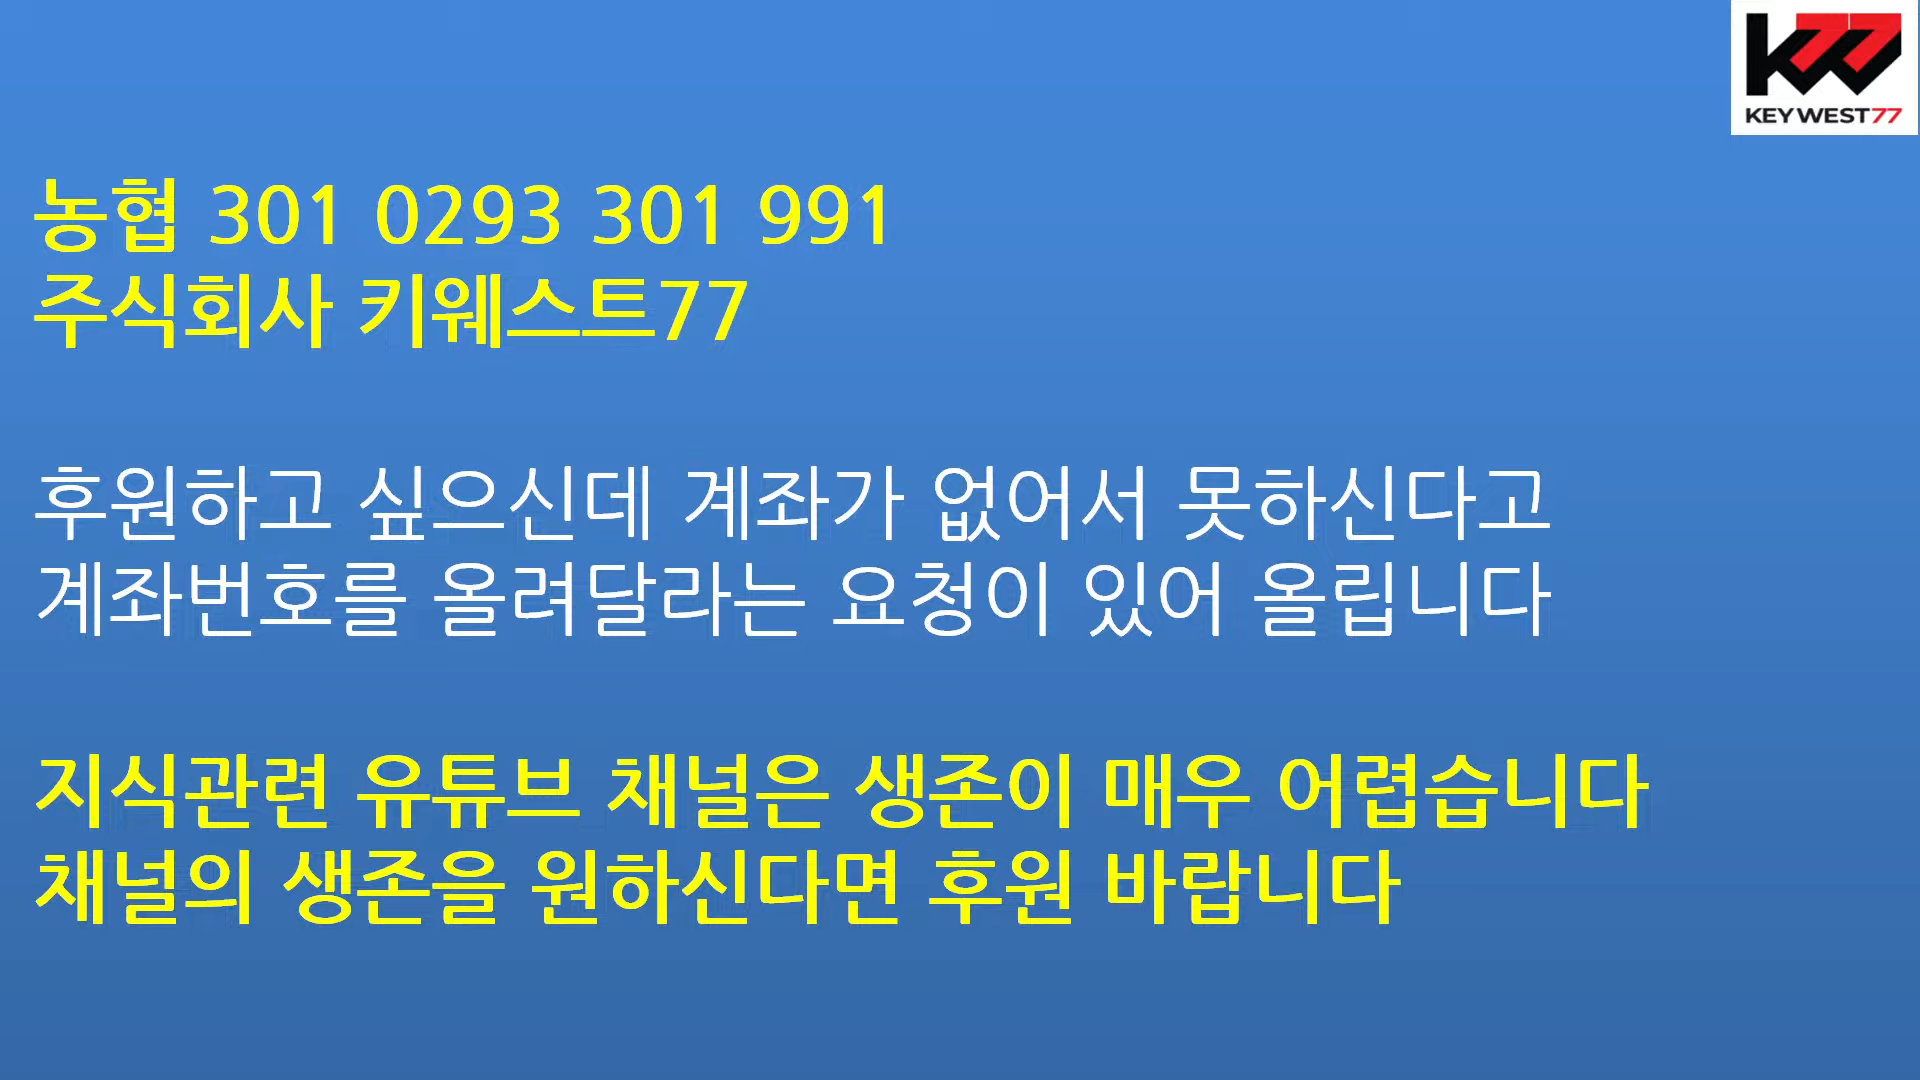 KEY WEST77
농협 301 0293 301 991
주식회사 키웨스트77
후원하고 싶으신데 계좌가 없어서 못하신다고
계좌번호를 올려달라는 요청이 있어 올립니다
지식관련 유튜브 채널은 생존이 매우 어렵습니다
채널의 생존을 원하신다면 후원 바랍니다